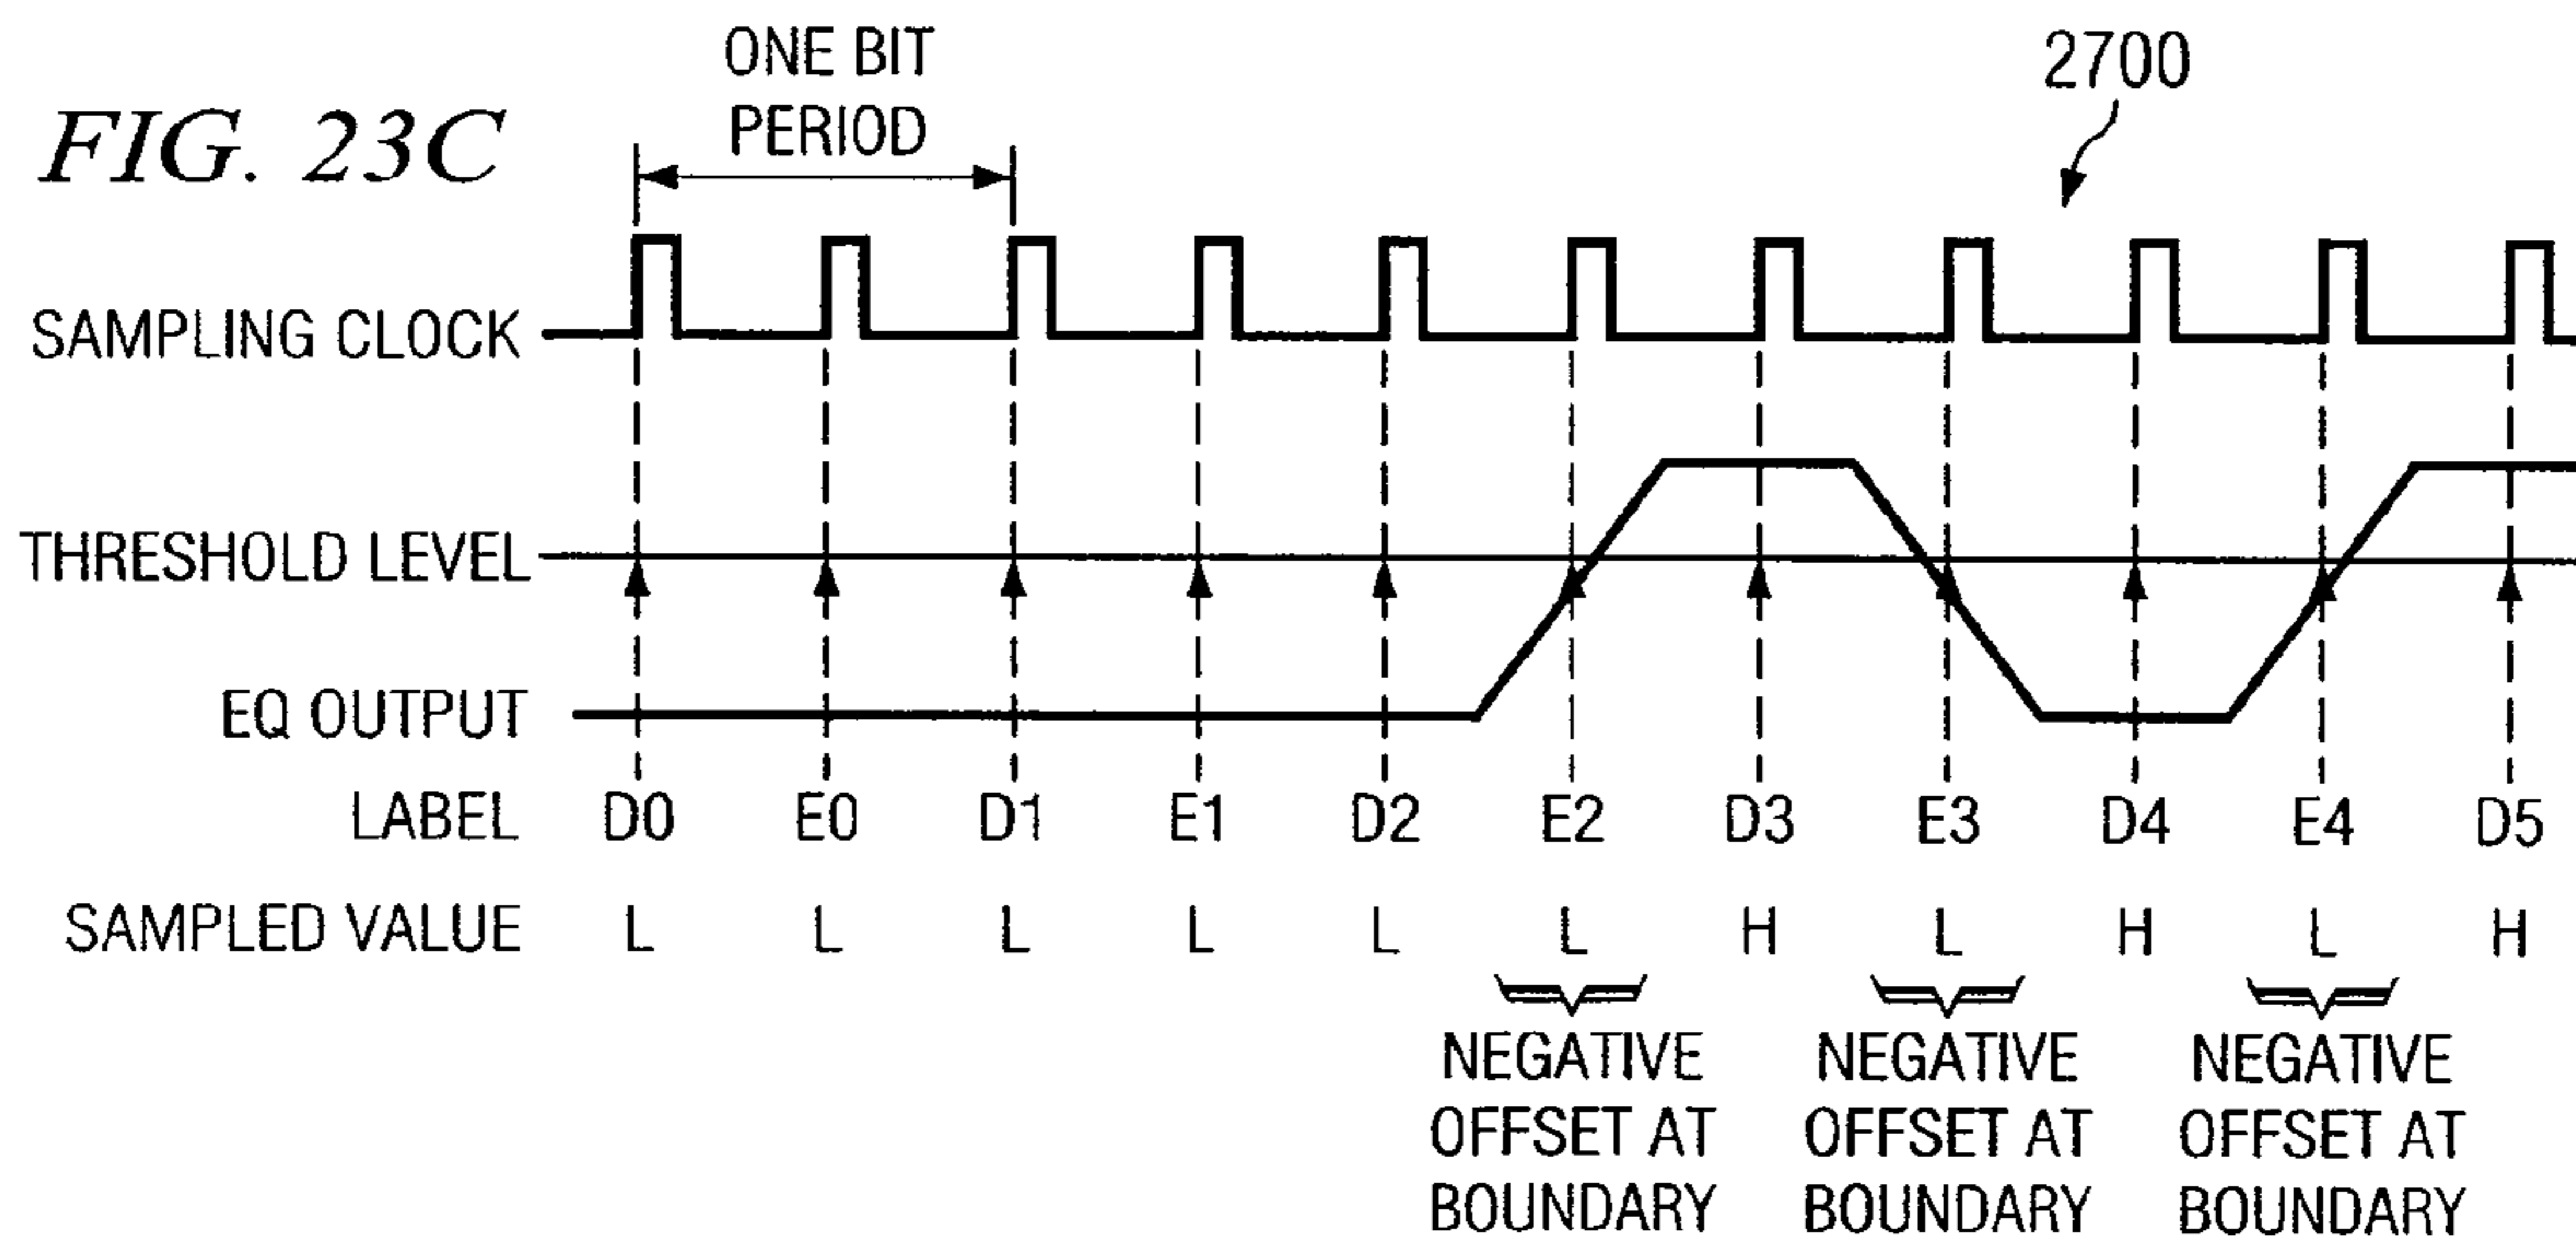 FIG. 23C
ONE BIT
PERIOD
2700
SAMPLING CLOCK
THRESHOLD LEVEL
EQ OUTPUT
LABEL D0 E0 D1 E1 D2 E2 D3 E3 D4 E4 D5
SAMPLED VALUE L L L L L L H L H L H
NEGATIVE OFFSET AT BOUNDARY
NEGATIVE OFFSET AT BOUNDARY
NEGATIVE OFFSET AT BOUNDARY